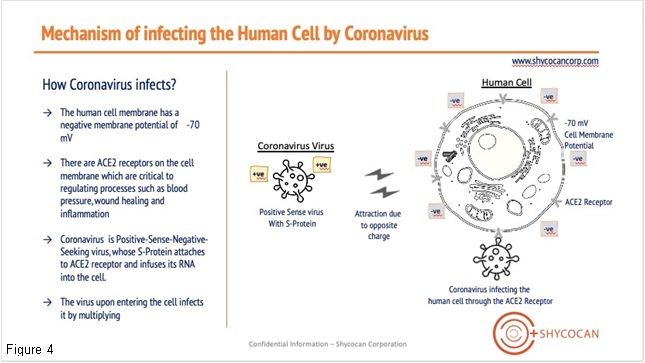 Mechanism of infecting the Human Cell by Coronavirus
www.shycocancorp.com
How Coronavirus infects?
→ The human cell membrane has a
negative membrane potential of -70
mV
→ There are ACE2 receptors on the cell
membrane which are critical to
regulating processes such as blood
pressure, wound healing and
inflammation
→ Coronavirus is Positive-Sense-Negative-
Seeking virus, whose S-Protein attaches
to ACE2 receptor and infuses its RNA
into the cell.
→ The virus upon entering the cell infects
it by multiplying
Coronavirus Virus
+ve
+ve
Positive Sense virus
With S-Protein
Attraction due
to opposite
charge
Human Cell
-ve
-ve
-70 mV
Cell Membrane
Potential
-ve
-ve
ACE2 Receptor
-ve
-ve
Coronavirus infecting the
human cell through the ACE2 Receptor
SHYCOCAN
Confidential Information – Shycocan Corporation
Figure 4